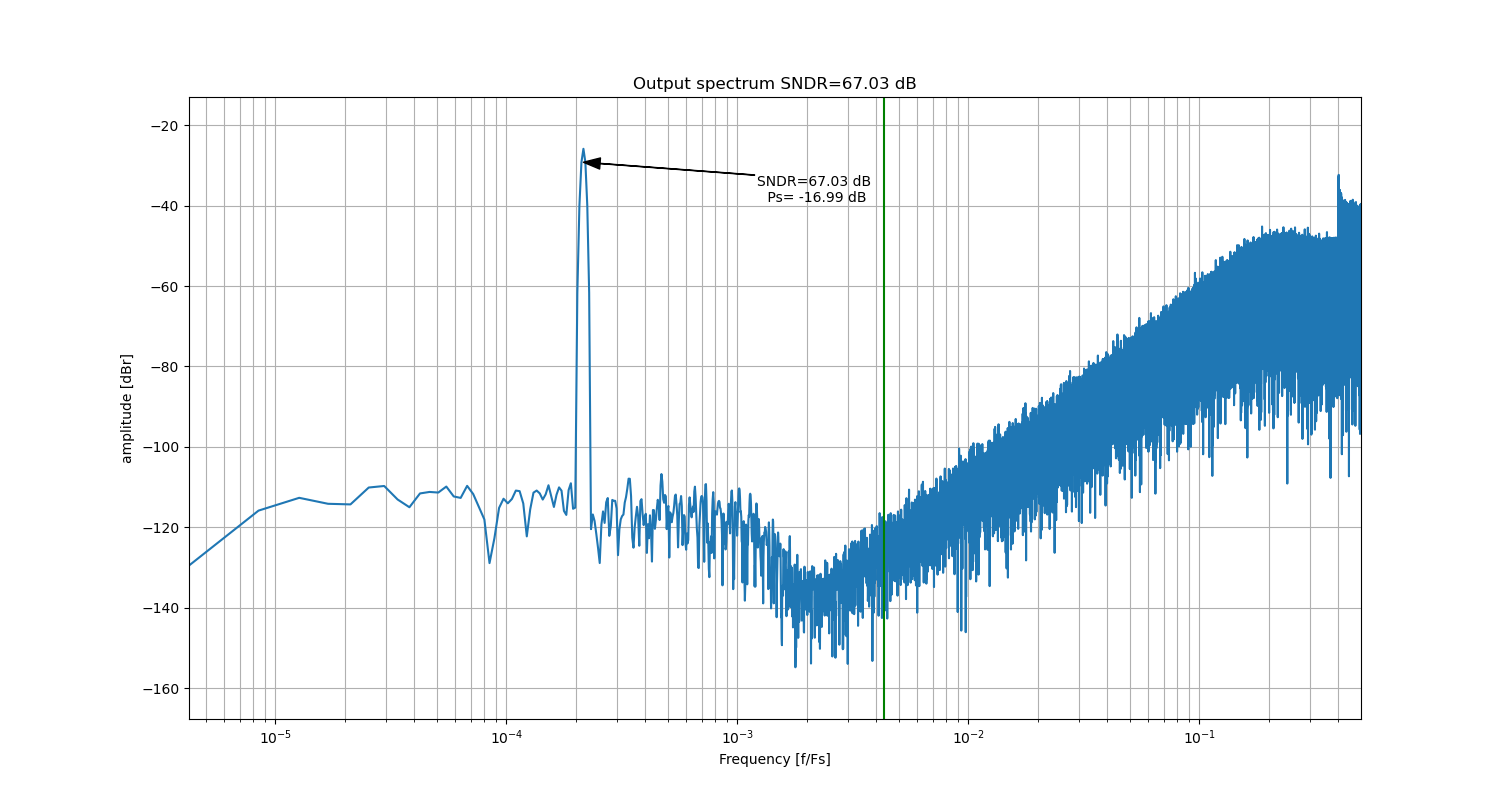 Output spectrum SNDR=67.03 dB
−20
SNDR=67.03 dB
Ps= -16.99 dB
−40
−60
−80
amplitude [dBr]
−100
−120
−140
−160
10⁻⁵ 10⁻⁴ 10⁻³ 10⁻² 10⁻¹
Frequency [f/Fs]